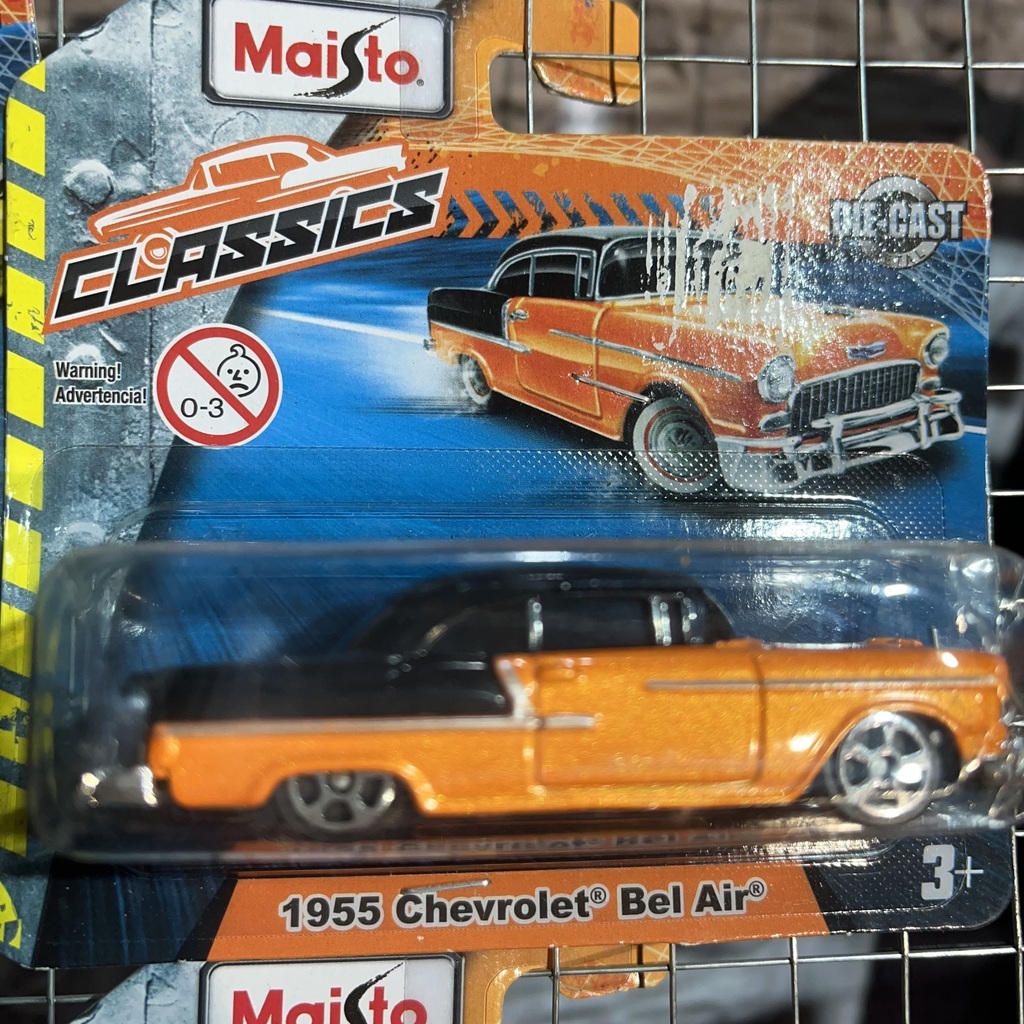 Maisto®
CLASSICS
DIE-CAST
Warning!
Advertencia!
0-3
1955 Chevrolet® Bel Air®
3+
Maisto